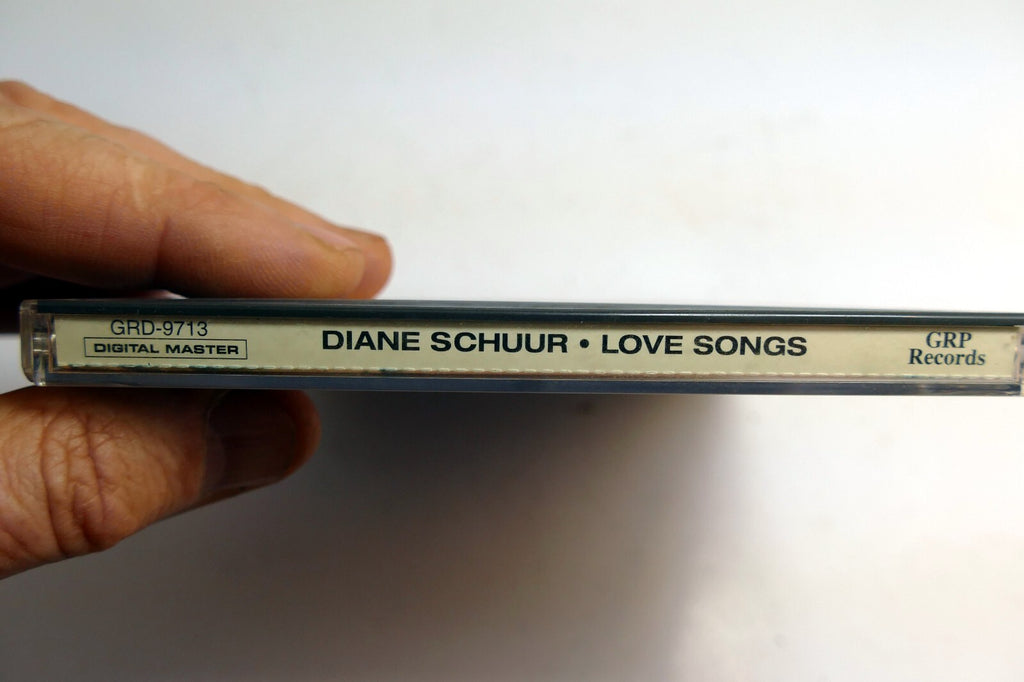 GRD-9713
DIGITAL MASTER
DIANE SCHUUR • LOVE SONGS
GRP
Records